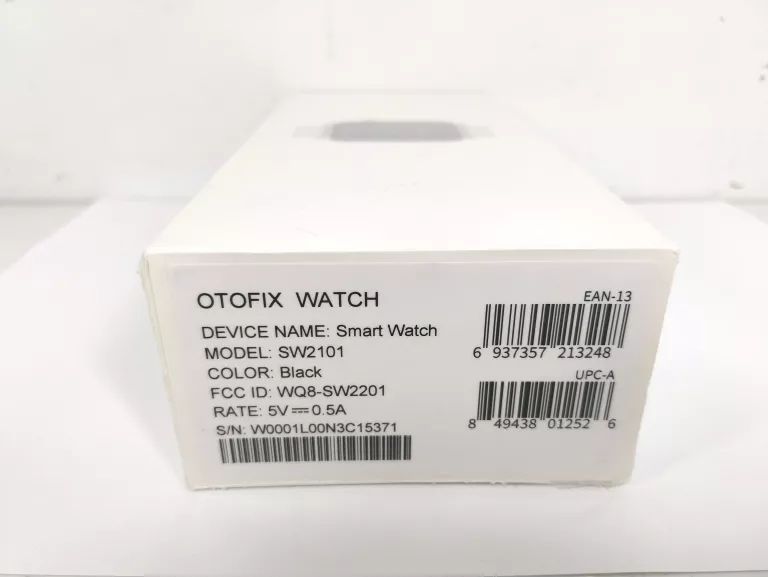 OTOFIX WATCH
DEVICE NAME: Smart Watch
MODEL: SW2101
COLOR: Black
FCC ID: WQ8-SW2201
RATE: 5V⎓0.5A
S/N: W0001L00N3C15371
EAN-13
6 937357 213248
UPC-A
8 49438 01252 6